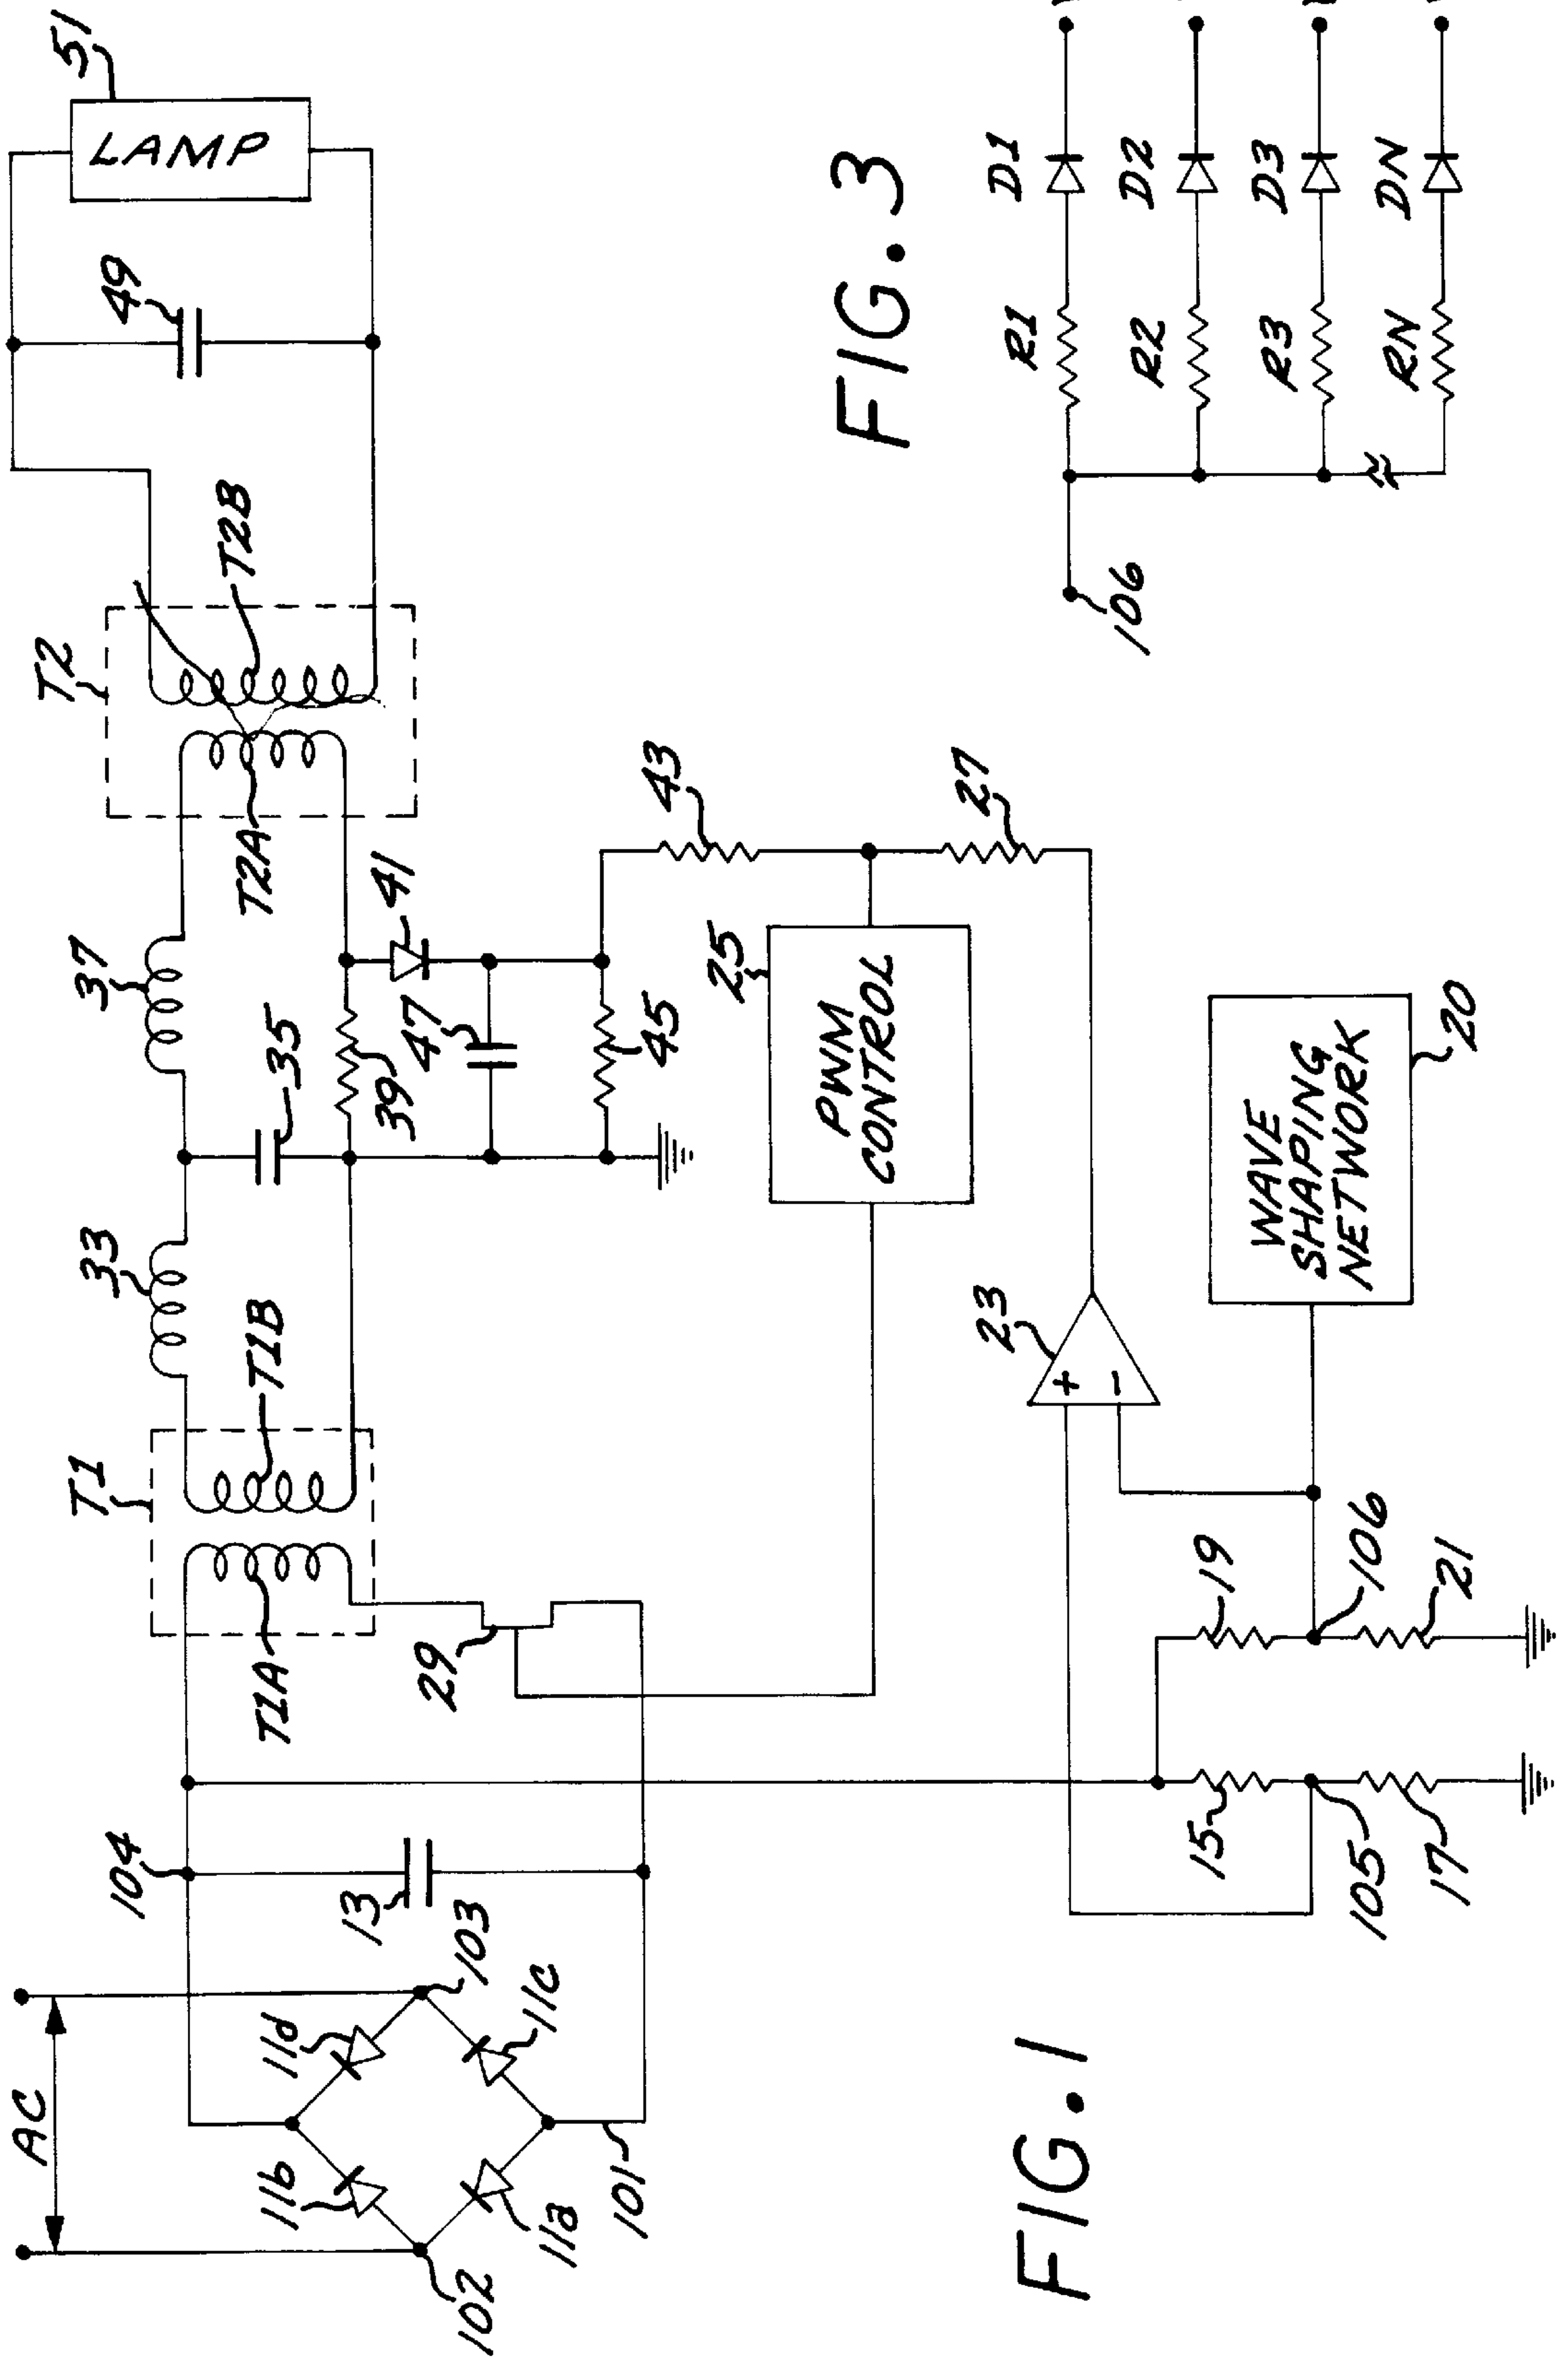 AC
102
11b
11a
101
11d
11c
103
104
13
T1
T1A
T1B
29
33
35
37
39
41
47
45
T2
T2A
T2B
49
LAMP
51
43
27
25
PWM
CONTROL
23
+
−
WAVE
SHAPING
NETWORK
20
15
105
17
19
106
21
FIG. 1
FIG. 3
106
R1
D1
R2
D2
R3
D3
RN
DN